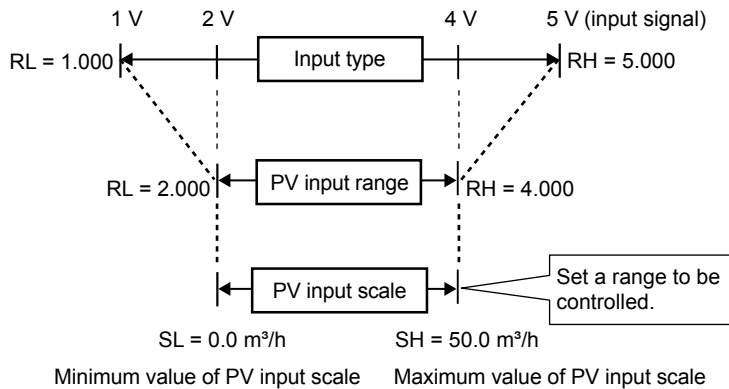 1 V 2 V 4 V 5 V (input signal)
RL = 1.000 Input type RH = 5.000
RL = 2.000 PV input range RH = 4.000
PV input scale
Set a range to be
controlled.
SL = 0.0 m³/h SH = 50.0 m³/h
Minimum value of PV input scale Maximum value of PV input scale